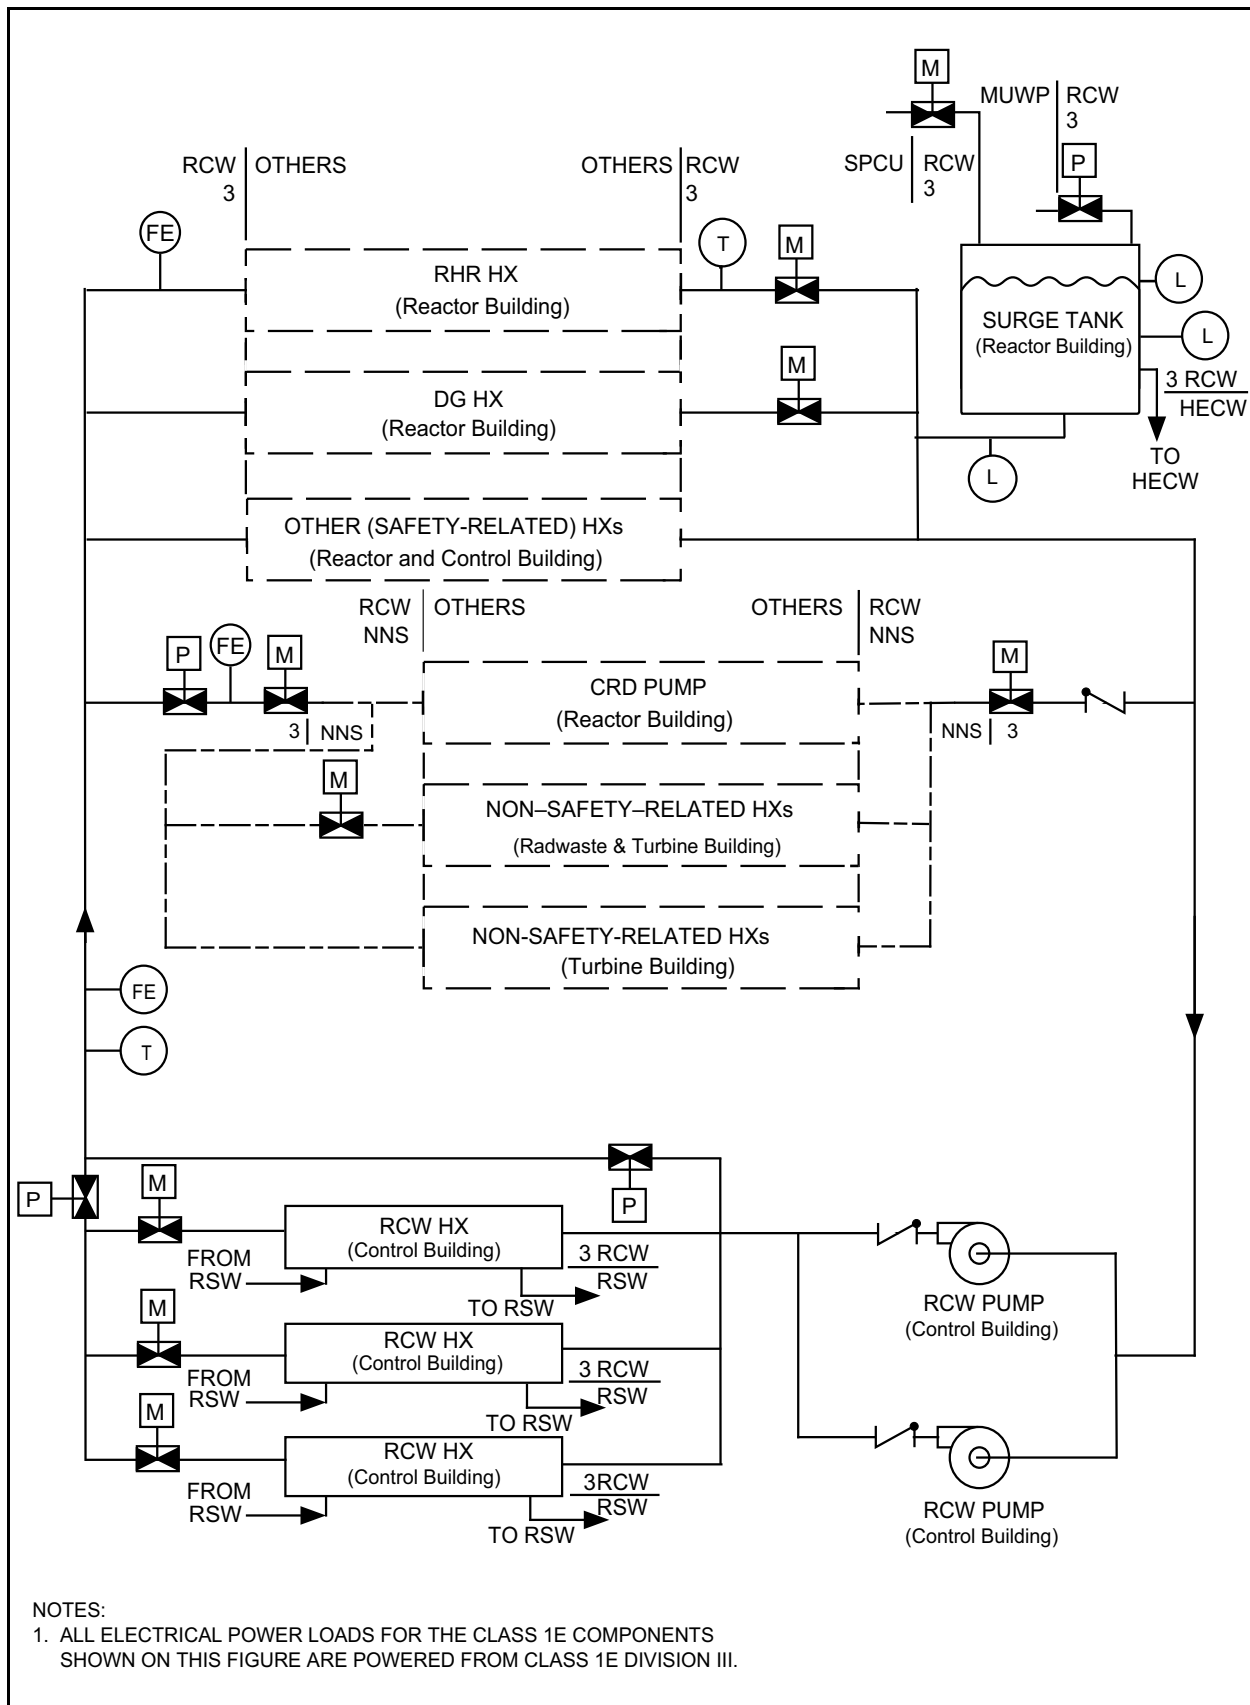 M
MUWP RCW
3
SPCU RCW
3
P
RCW OTHERS
3
OTHERS RCW
3
FE
RHR HX
(Reactor Building)
T
M
L
SURGE TANK
(Reactor Building)
L
3 RCW
HECW
TO
HECW
L
DG HX
(Reactor Building)
M
OTHER (SAFETY-RELATED) HXs
(Reactor and Control Building)
RCW OTHERS
NNS
OTHERS RCW
NNS
P
FE
M
3 NNS
CRD PUMP
(Reactor Building)
M
NNS 3
M
NON–SAFETY–RELATED HXs
(Radwaste & Turbine Building)
NON-SAFETY-RELATED HXs
(Turbine Building)
FE
T
P
P
M
RCW HX
(Control Building)
FROM
RSW
TO RSW
3 RCW
RSW
M
RCW HX
(Control Building)
FROM
RSW
TO RSW
3 RCW
RSW
M
RCW HX
(Control Building)
FROM
RSW
TO RSW
3RCW
RSW
RCW PUMP
(Control Building)
RCW PUMP
(Control Building)
NOTES:
1. ALL ELECTRICAL POWER LOADS FOR THE CLASS 1E COMPONENTS
SHOWN ON THIS FIGURE ARE POWERED FROM CLASS 1E DIVISION III.